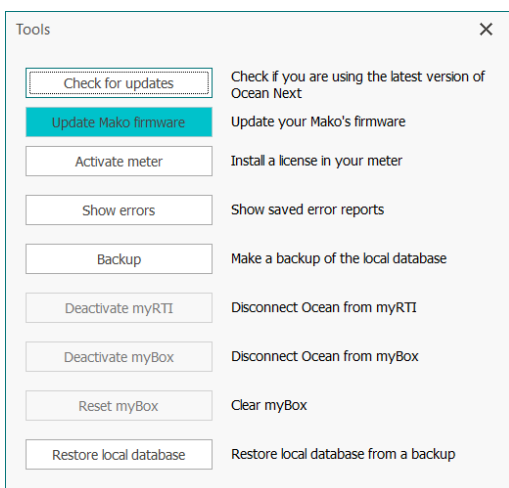 Tools
Check for updates
Check if you are using the latest version of
Ocean Next
Update Mako firmware
Update your Mako's firmware
Activate meter
Install a license in your meter
Show errors
Show saved error reports
Backup
Make a backup of the local database
Deactivate myRTI
Disconnect Ocean from myRTI
Deactivate myBox
Disconnect Ocean from myBox
Reset myBox
Clear myBox
Restore local database
Restore local database from a backup